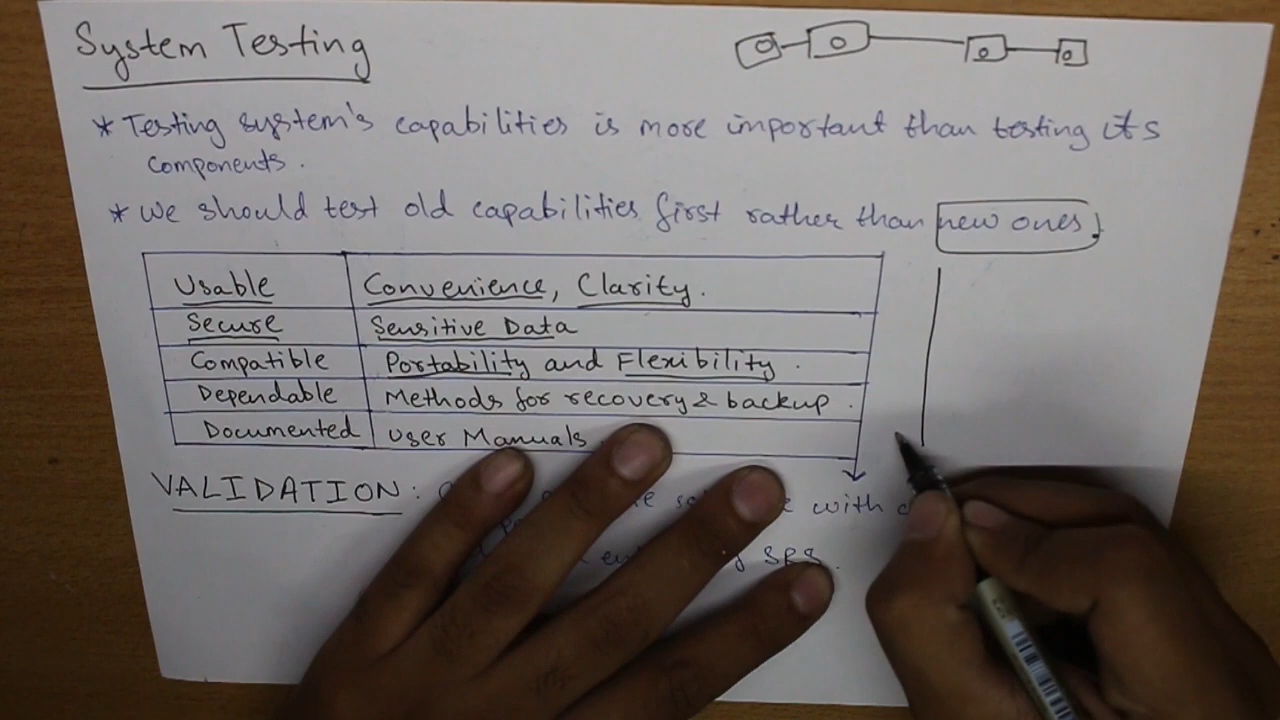 System Testing
* Testing system's capabilities is more important than testing its
components.
* We should test old capabilities first rather than new ones.
Usable Convenience, Clarity.
Secure Sensitive Data
Compatible Portability and Flexibility.
Dependable Methods for recovery & backup.
Documented User Manuals.
VALIDATION: with
SRS.